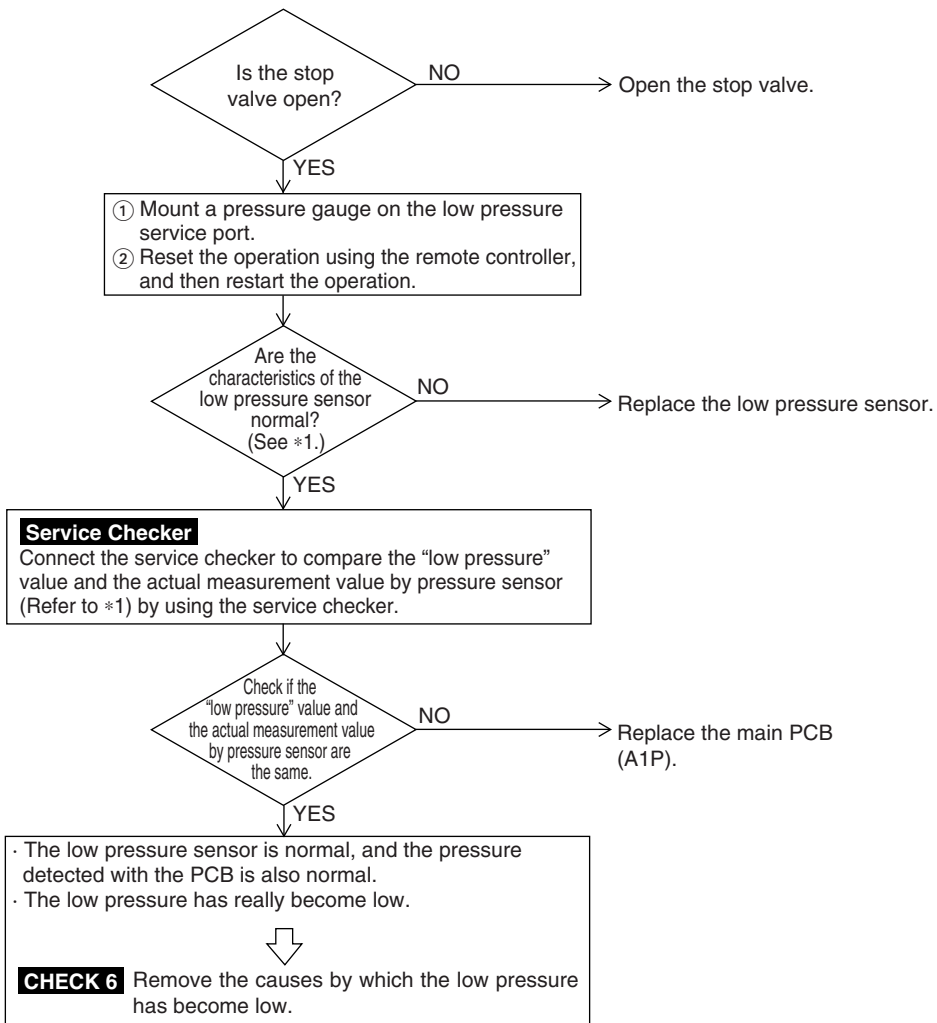 Is the stop
valve open?
NO
Open the stop valve.
YES
① Mount a pressure gauge on the low pressure
service port.
② Reset the operation using the remote controller,
and then restart the operation.
Are the
characteristics of the
low pressure sensor
normal?
(See *1.)
NO
Replace the low pressure sensor.
YES
Service Checker
Connect the service checker to compare the “low pressure”
value and the actual measurement value by pressure sensor
(Refer to *1) by using the service checker.
Check if the
“low pressure” value and
the actual measurement value
by pressure sensor are
the same.
NO
Replace the main PCB
(A1P).
YES
· The low pressure sensor is normal, and the pressure
detected with the PCB is also normal.
· The low pressure has really become low.
CHECK 6 Remove the causes by which the low pressure
has become low.